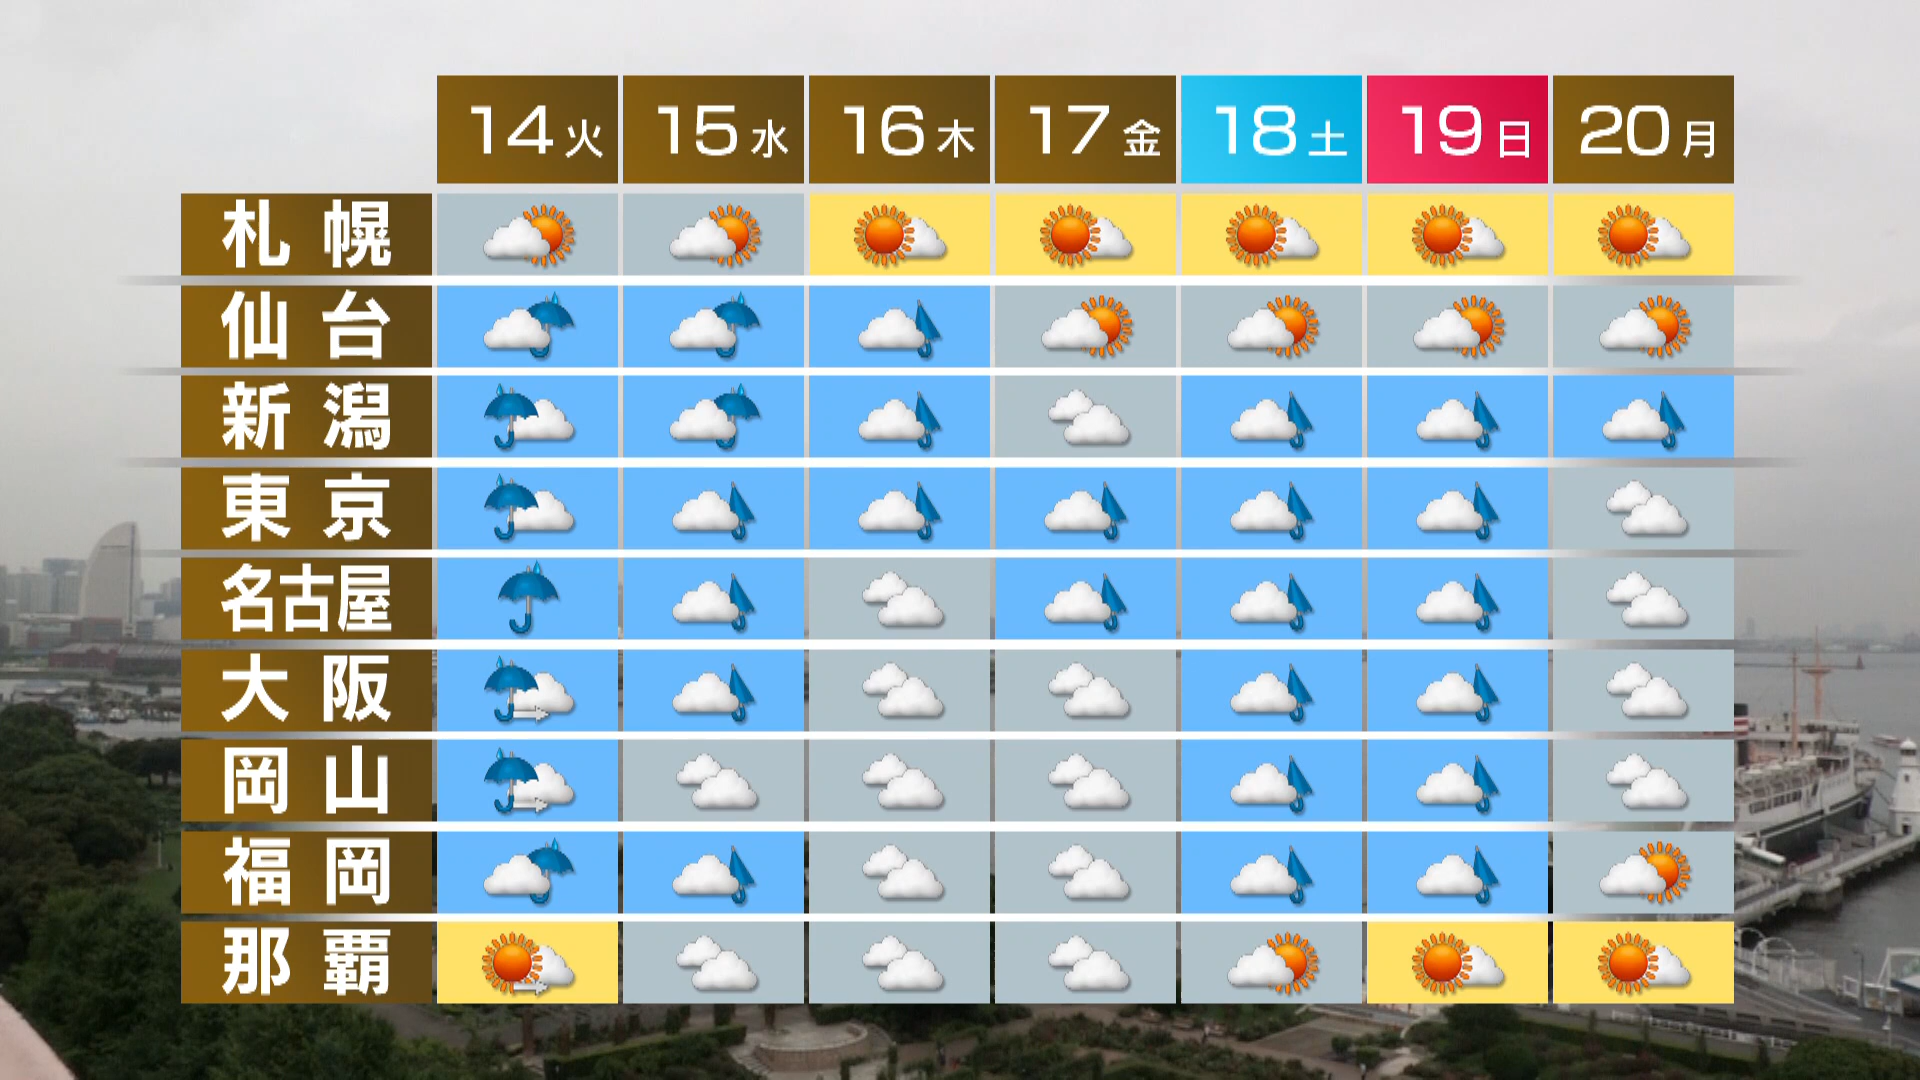 14火 15水 16木 17金 18土 19日 20月
札幌
仙台
新潟
東京
名古屋
大阪
岡山
福岡
那覇